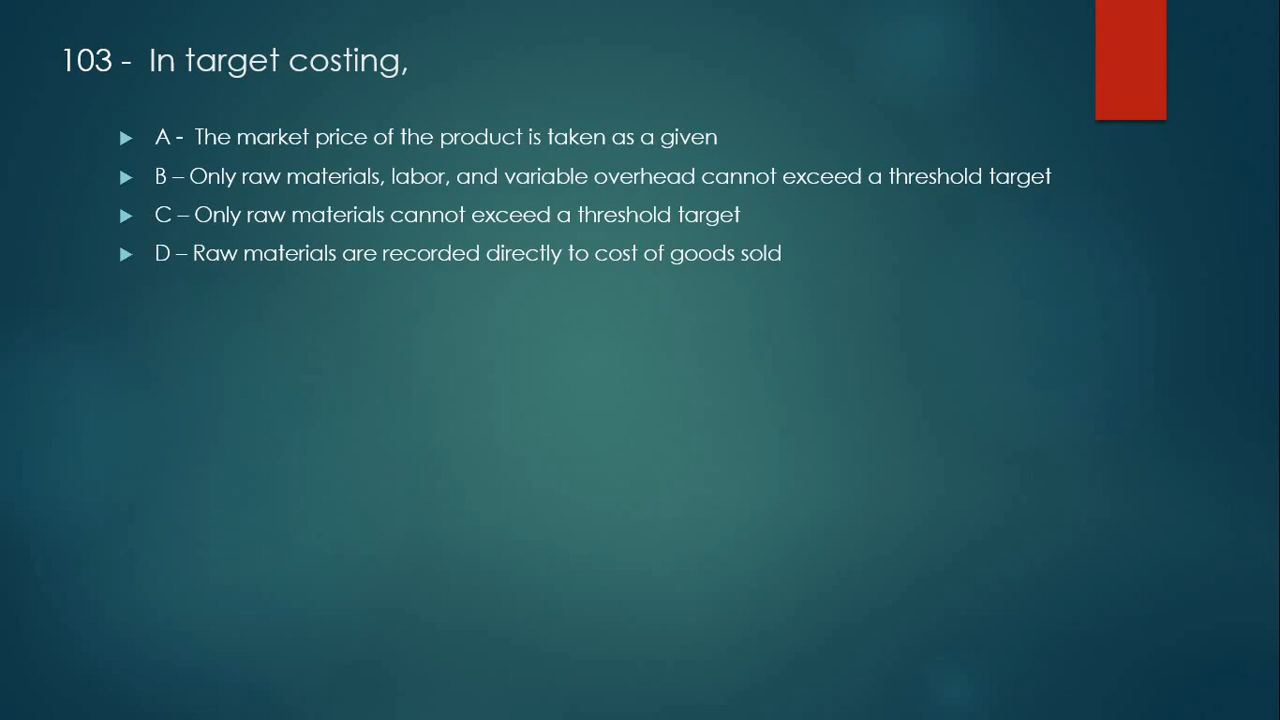 103 - In target costing,
A - The market price of the product is taken as a given
B – Only raw materials, labor, and variable overhead cannot exceed a threshold target
C – Only raw materials cannot exceed a threshold target
D – Raw materials are recorded directly to cost of goods sold